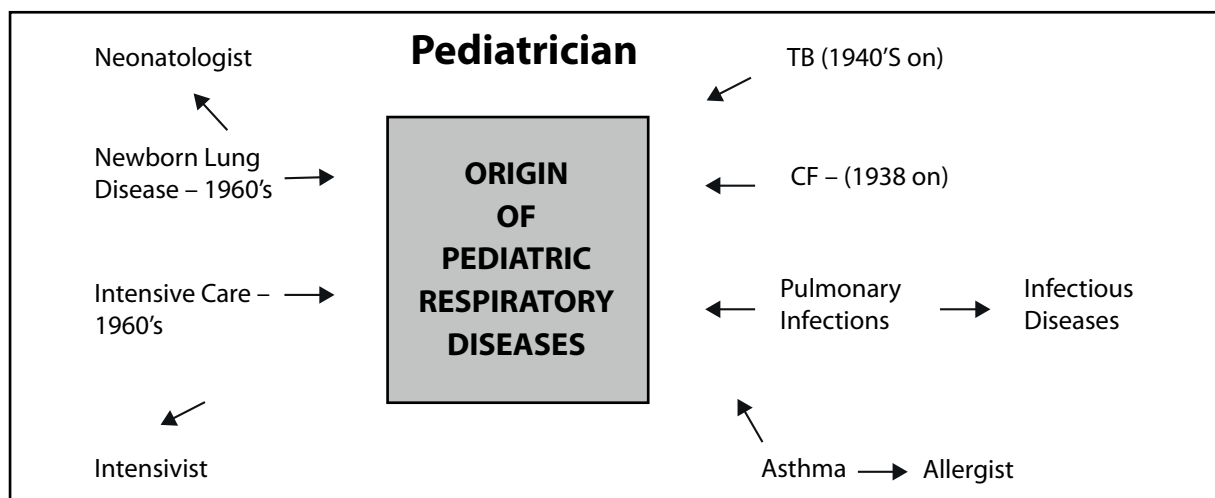 Pediatrician
Neonatologist
Newborn Lung
Disease – 1960's
Intensive Care –
1960's
Intensivist
ORIGIN
OF
PEDIATRIC
RESPIRATORY
DISEASES
TB (1940'S on)
CF – (1938 on)
Pulmonary
Infections
Infectious
Diseases
Asthma
Allergist